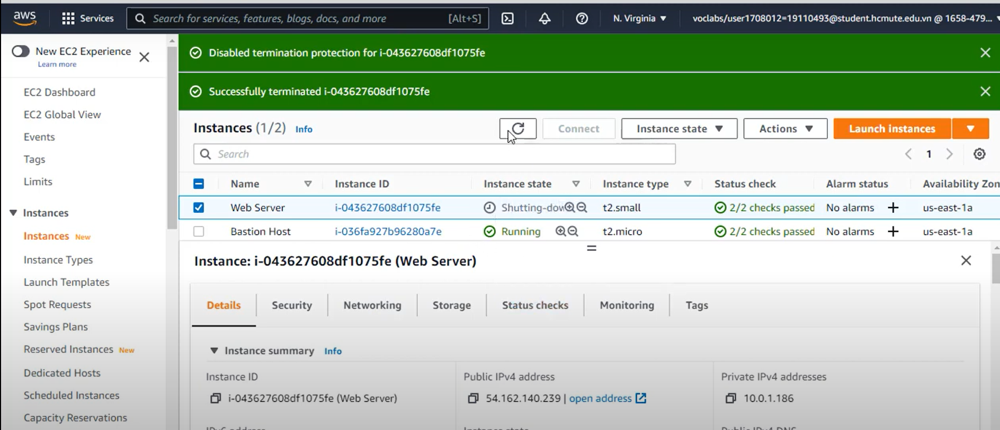 aws
Services
Search for services, features, blogs, docs, and more [Alt+S]
N. Virginia
voclabs/user1708012=19110493@student.hcmute.edu.vn @ 1658-479...
New EC2 Experience
Learn more
EC2 Dashboard
EC2 Global View
Events
Tags
Limits
Instances
Instances New
Instance Types
Launch Templates
Spot Requests
Savings Plans
Reserved Instances New
Dedicated Hosts
Scheduled Instances
Capacity Reservations
Disabled termination protection for i-043627608df1075fe
Successfully terminated i-043627608df1075fe
Instances (1/2) Info
Connect
Instance state
Actions
Launch instances
Search
1
Name Instance ID Instance state Instance type Status check Alarm status Availability Zon
Web Server i-043627608df1075fe Shutting-dow t2.small 2/2 checks passed No alarms + us-east-1a
Bastion Host i-036fa927b96280a7e Running t2.micro 2/2 checks passed No alarms + us-east-1a
Instance: i-043627608df1075fe (Web Server)
Details Security Networking Storage Status checks Monitoring Tags
Instance summary Info
Instance ID Public IPv4 address Private IPv4 addresses
i-043627608df1075fe (Web Server) 54.162.140.239 | open address 10.0.1.186
IPv6 address Instance state Public IPv4 DNS